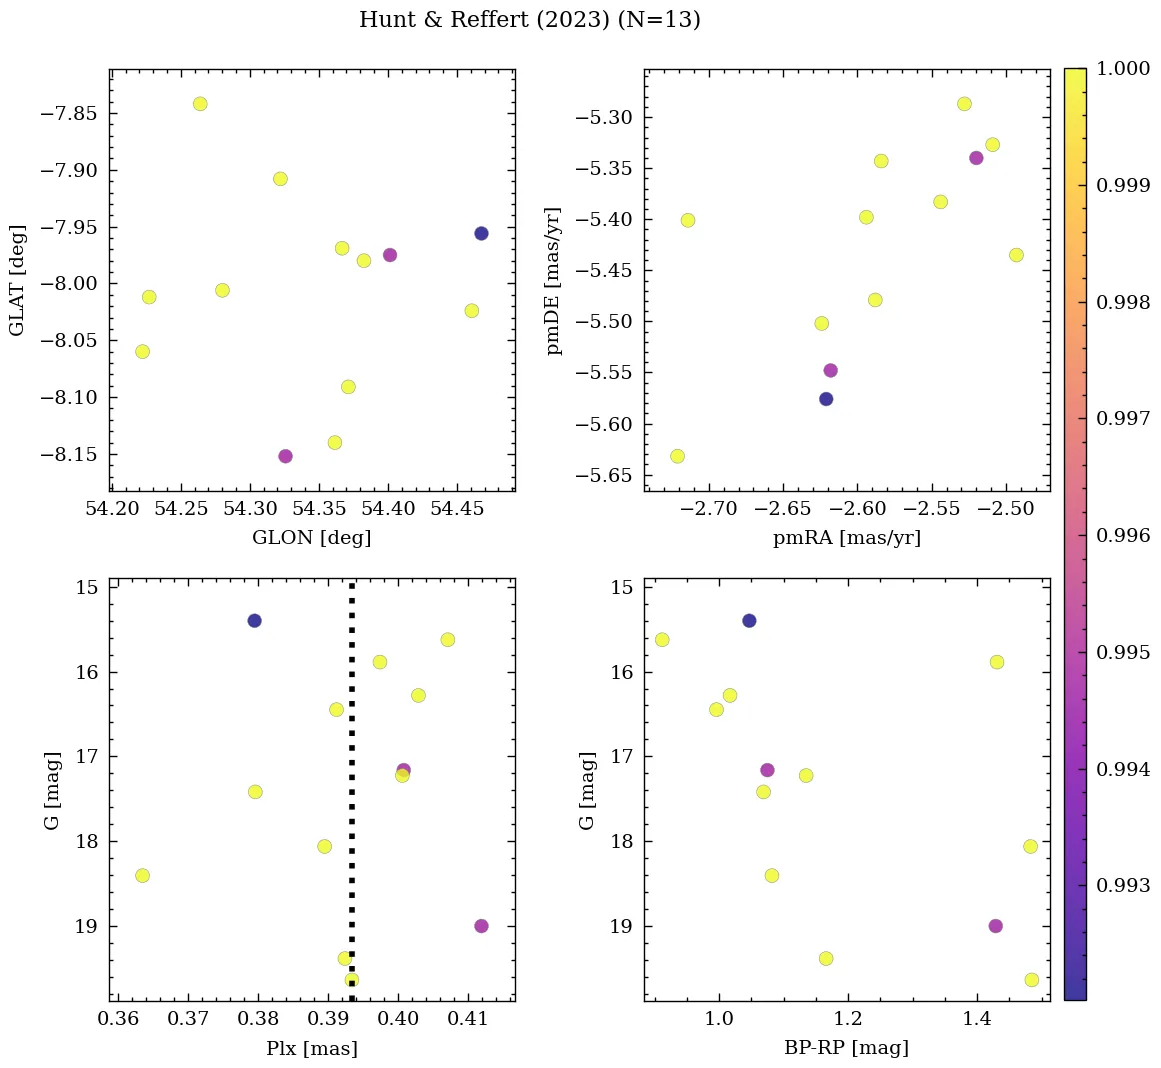 Hunt & Reffert (2023) (N=13)
−7.85
−7.90
−7.95
−8.00
−8.05
−8.10
−8.15
GLAT [deg]
54.20 54.25 54.30 54.35 54.40 54.45
GLON [deg]
−5.30
−5.35
−5.40
−5.45
−5.50
−5.55
−5.60
−5.65
pmDE [mas/yr]
−2.70 −2.65 −2.60 −2.55 −2.50
pmRA [mas/yr]
1.000
0.999
0.998
0.997
0.996
0.995
0.994
0.993
15
16
17
18
19
G [mag]
0.36 0.37 0.38 0.39 0.40 0.41
Plx [mas]
15
16
17
18
19
G [mag]
1.0 1.2 1.4
BP-RP [mag]